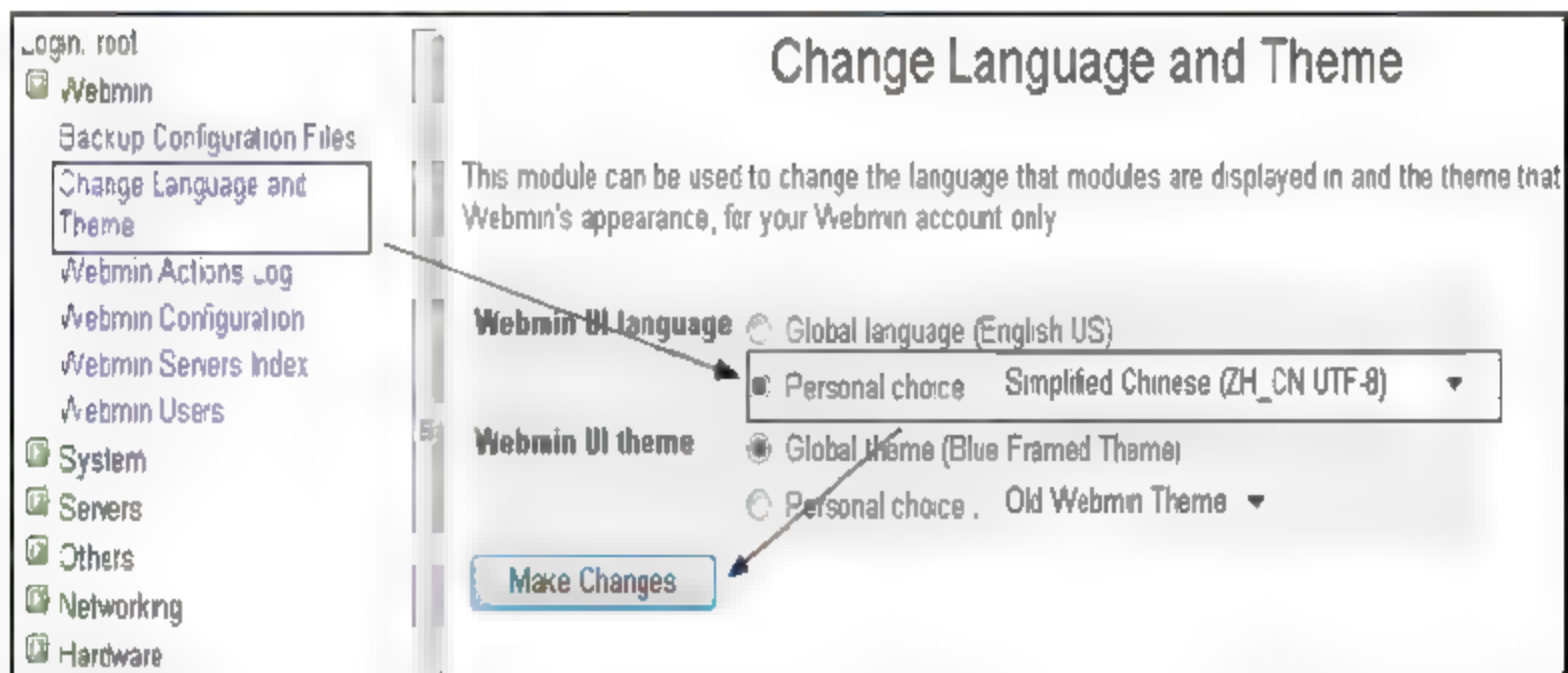 Login: root
Webmin
Backup Configuration Files
Change Language and
Theme
Webmin Actions Log
Webmin Configuration
Webmin Servers Index
Webmin Users
System
Servers
Others
Networking
Hardware
Change Language and Theme
This module can be used to change the language that modules are displayed in and the theme that
Webmin's appearance, for your Webmin account only
Webmin UI language
Global language (English US)
Personal choice
Simplified Chinese (ZH_CN UTF-8)
Webmin UI theme
Global theme (Blue Framed Theme)
Personal choice .
Old Webmin Theme
Make Changes